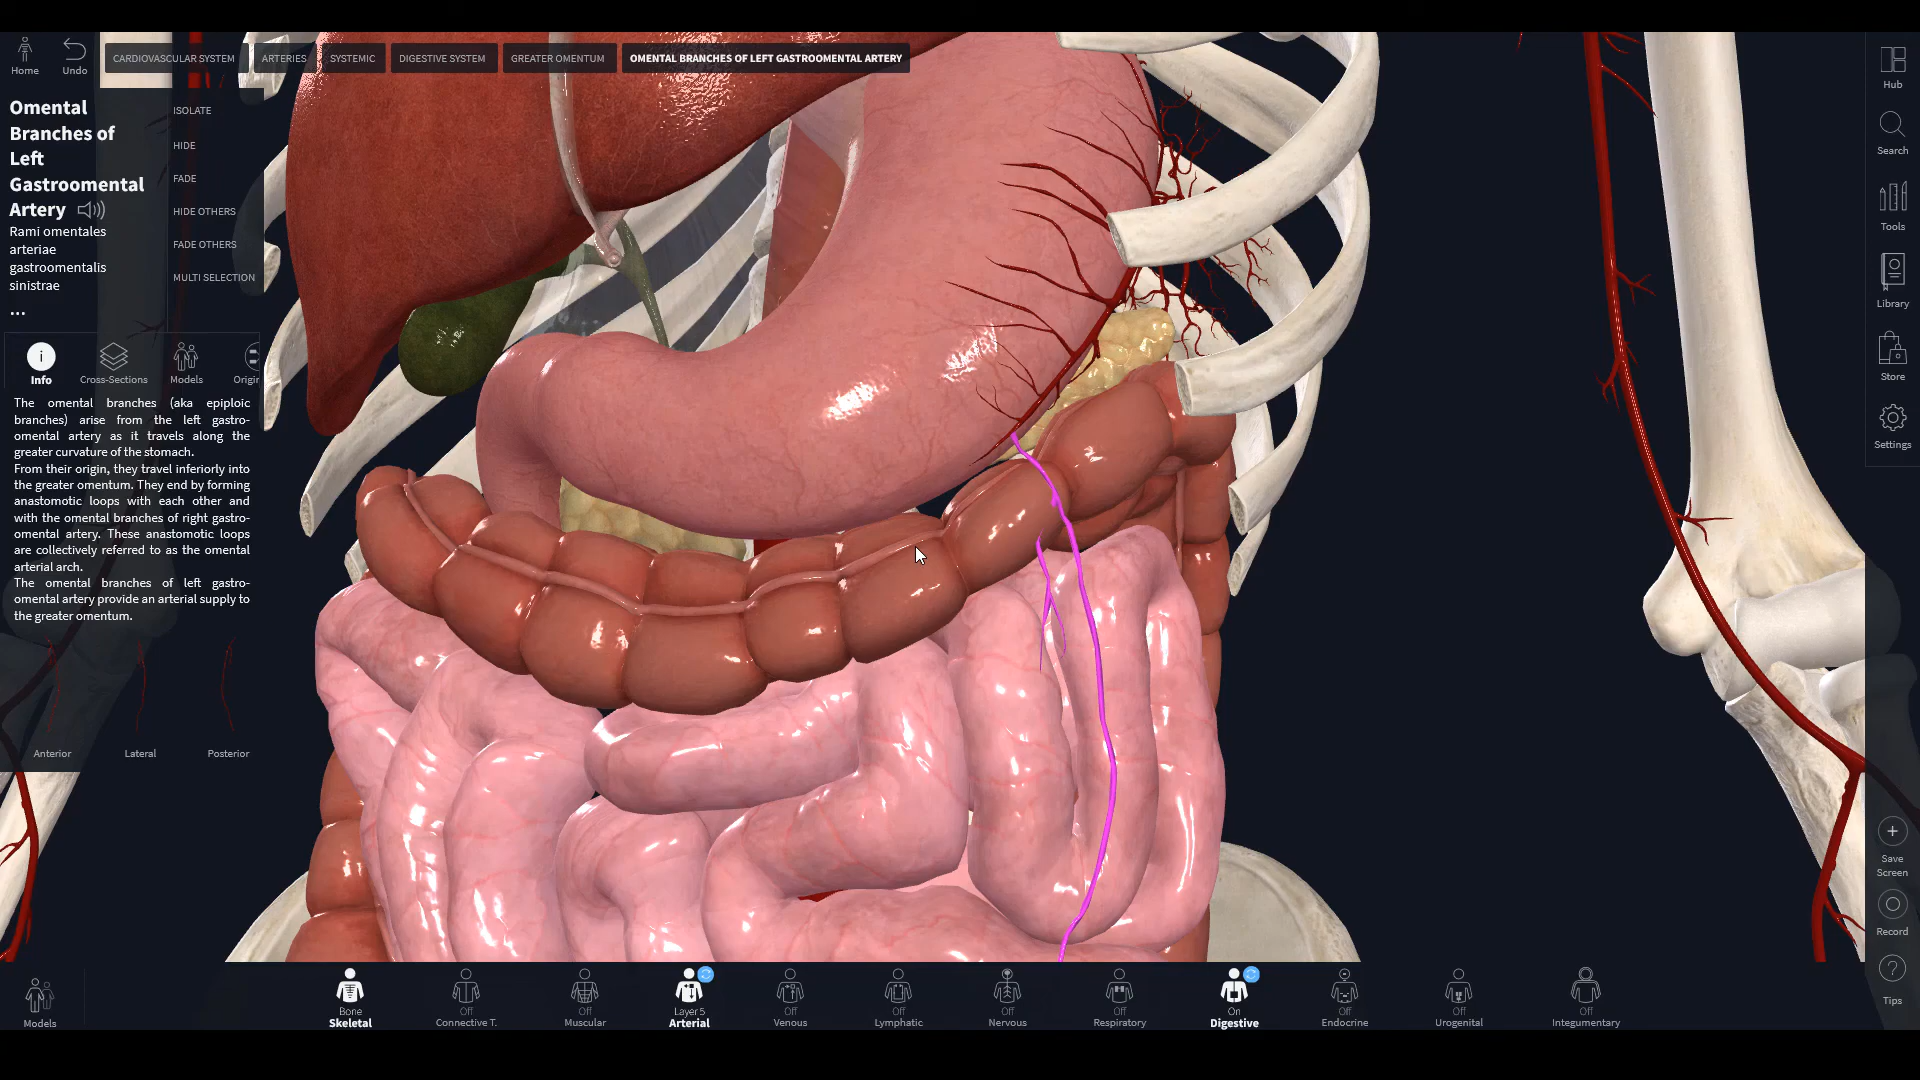 Home
Undo
CARDIOVASCULAR SYSTEM
ARTERIES
SYSTEMIC
DIGESTIVE SYSTEM
GREATER OMENTUM
OMENTAL BRANCHES OF LEFT GASTROOMENTAL ARTERY
Omental
Branches of
Left
Gastroomental
Artery
Rami omentales
arteriae
gastroomentalis
sinistrae
...
ISOLATE
HIDE
FADE
HIDE OTHERS
FADE OTHERS
MULTI SELECTION
Info
Cross-Sections
Models
Origin
The omental branches (aka epiploic
branches) arise from the left gastro-
omental artery as it travels along the
greater curvature of the stomach.
From their origin, they travel inferiorly into
the greater omentum. They end by forming
anastomotic loops with each other and
with the omental branches of right gastro-
omental artery. These anastomotic loops
are collectively referred to as the omental
arterial arch.
The omental branches of left gastro-
omental artery provide an arterial supply to
the greater omentum.
Anterior
Lateral
Posterior
Hub
Search
Tools
Library
Store
Settings
Save
Screen
Record
Tips
Models
Bone
Skeletal
Off
Connective T.
Off
Muscular
Layer 5
Arterial
Off
Venous
Off
Lymphatic
Off
Nervous
Off
Respiratory
On
Digestive
Off
Endocrine
Off
Urogenital
Off
Integumentary